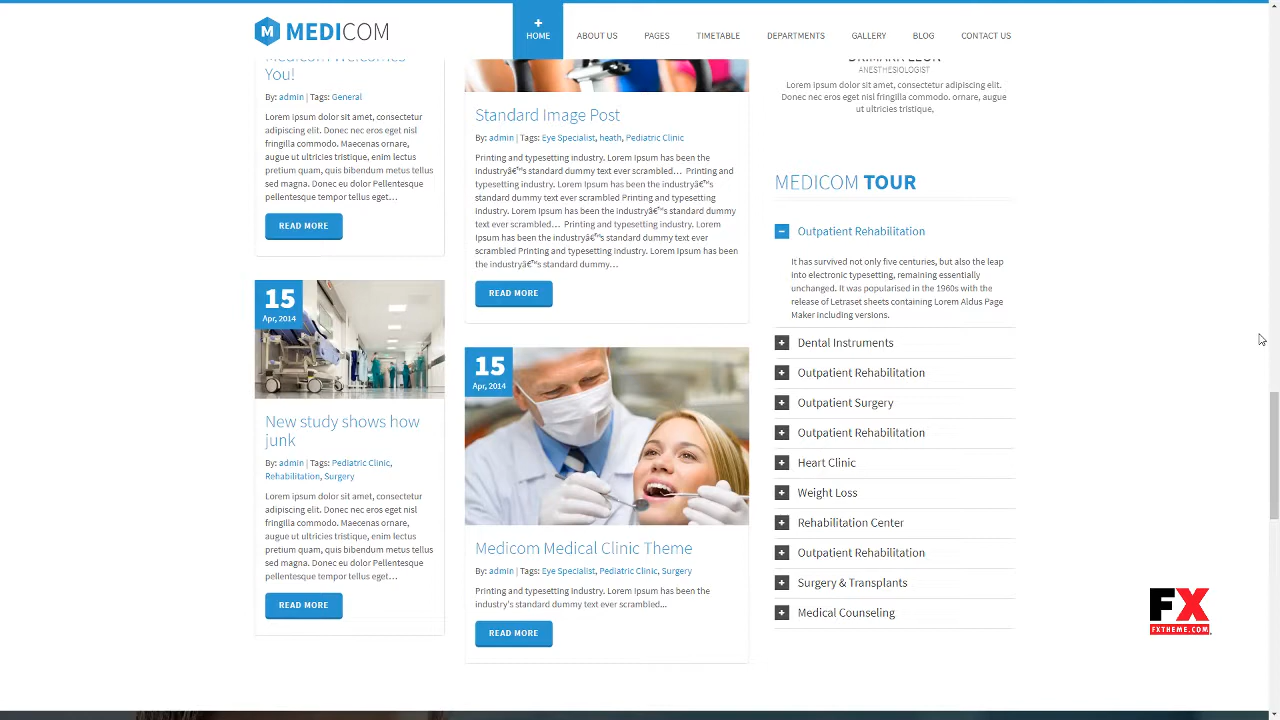 M MEDICOM
HOME
ABOUT US
PAGES
TIMETABLE
DEPARTMENTS
GALLERY
BLOG
CONTACT US
Medicom Welcomes
You!
By: admin | Tags: General
Lorem ipsum dolor sit amet, consectetur
adipiscing elit. Donec nec eros eget nisl
fringilla commodo. Maecenas ornare,
augue ut ultricies tristique, enim lectus
pretium quam, quis bibendum metus tellus
sed magna. Donec eu dolor Pellentesque
pellentesque tempor tellus eget…
READ MORE
15
Apr, 2014
New study shows how
junk
By: admin | Tags: Pediatric Clinic,
Rehabilitation, Surgery
Lorem ipsum dolor sit amet, consectetur
adipiscing elit. Donec nec eros eget nisl
fringilla commodo. Maecenas ornare,
augue ut ultricies tristique, enim lectus
pretium quam, quis bibendum metus tellus
sed magna. Donec eu dolor Pellentesque
pellentesque tempor tellus eget…
READ MORE
Standard Image Post
By: admin | Tags: Eye Specialist, heath, Pediatric Clinic
Printing and typesetting industry. Lorem Ipsum has been the
industryâ€™s standard dummy text ever scrambled… Printing and
typesetting industry. Lorem Ipsum has been the industryâ€™s
standard dummy text ever scrambled Printing and typesetting
industry. Lorem Ipsum has been the industryâ€™s standard dummy
text ever scrambled… Printing and typesetting industry. Lorem
Ipsum has been the industryâ€™s standard dummy text ever
scrambled Printing and typesetting industry. Lorem Ipsum has been
the industryâ€™s standard dummy…
READ MORE
15
Apr, 2014
Medicom Medical Clinic Theme
By: admin | Tags: Eye Specialist, Pediatric Clinic, Surgery
Printing and typesetting industry. Lorem Ipsum has been the
industry's standard dummy text ever scrambled...
READ MORE
ANESTHESIOLOGIST
Lorem ipsum dolor sit amet, consectetur adipiscing elit.
Donec nec eros eget nisl fringilla commodo. ornare, augue
ut ultricies tristique,
MEDICOM TOUR
Outpatient Rehabilitation
It has survived not only five centuries, but also the leap
into electronic typesetting, remaining essentially
unchanged. It was popularised in the 1960s with the
release of Letraset sheets containing Lorem Aldus Page
Maker including versions.
Dental Instruments
Outpatient Rehabilitation
Outpatient Surgery
Outpatient Rehabilitation
Heart Clinic
Weight Loss
Rehabilitation Center
Outpatient Rehabilitation
Surgery & Transplants
Medical Counseling
FX
FXTHEME.COM